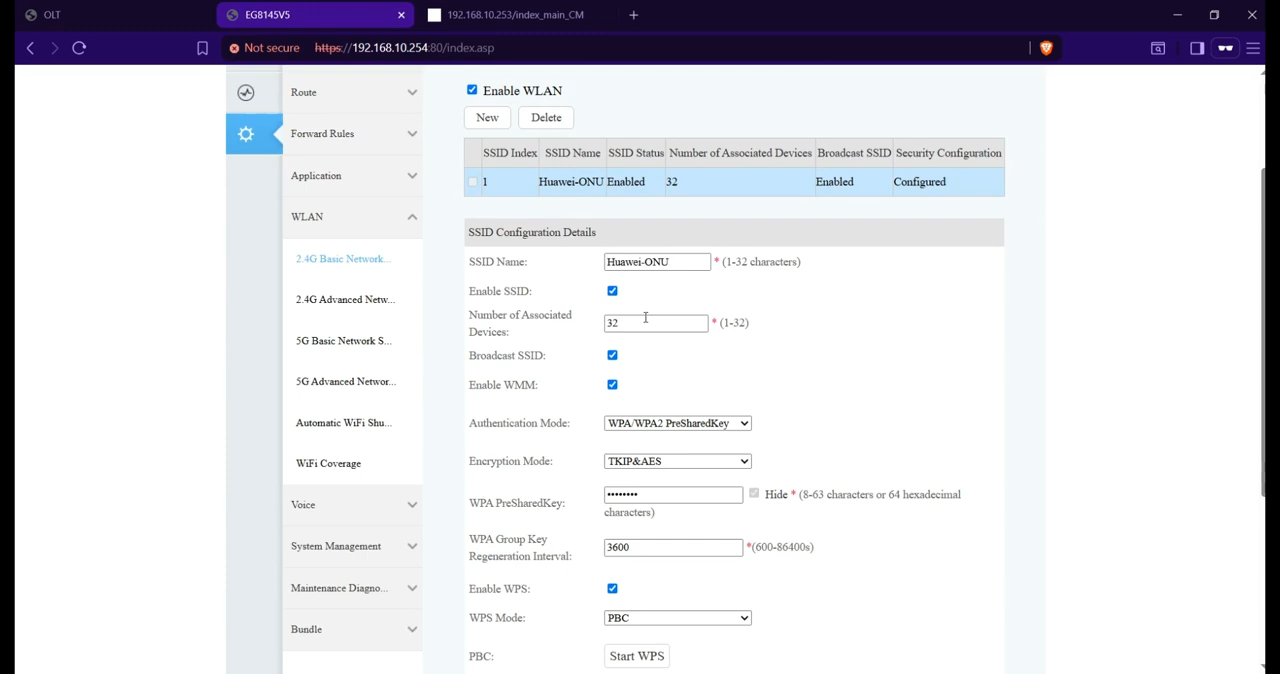 OLT
EG8145V5
192.168.10.253/index_main_CM
Not secure https://192.168.10.254:80/index.asp
Route
Forward Rules
Application
WLAN
2.4G Basic Network...
2.4G Advanced Netw...
5G Basic Network S...
5G Advanced Networ...
Automatic WiFi Shu...
WiFi Coverage
Voice
System Management
Maintenance Diagno...
Bundle
Enable WLAN
New Delete
SSID Index SSID Name SSID Status Number of Associated Devices Broadcast SSID Security Configuration
1 Huawei-ONU Enabled 32 Enabled Configured
SSID Configuration Details
SSID Name: Huawei-ONU * (1-32 characters)
Enable SSID:
Number of Associated
Devices: 32 * (1-32)
Broadcast SSID:
Enable WMM:
Authentication Mode: WPA/WPA2 PreSharedKey
Encryption Mode: TKIP&AES
WPA PreSharedKey: •••••••• Hide * (8-63 characters or 64 hexadecimal
characters)
WPA Group Key
Regeneration Interval: 3600 *(600-86400s)
Enable WPS:
WPS Mode: PBC
PBC: Start WPS